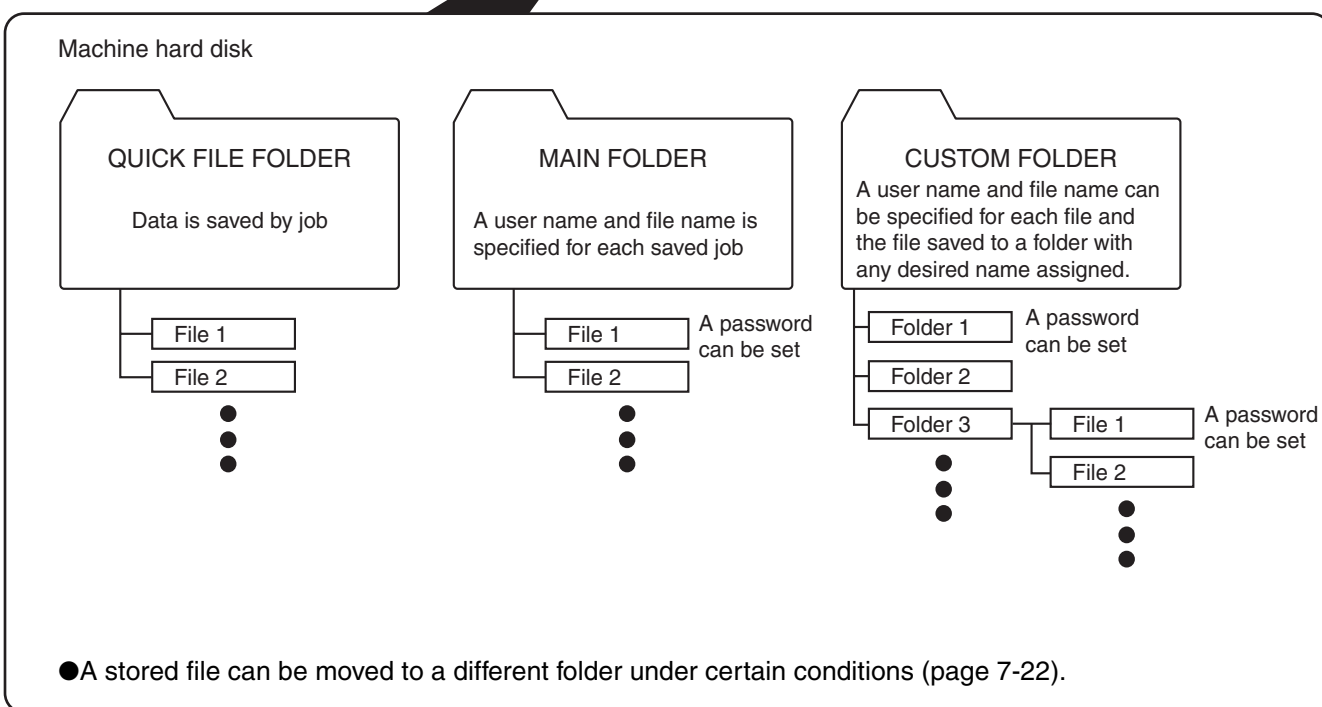 Machine hard disk
QUICK FILE FOLDER
Data is saved by job
File 1
File 2
MAIN FOLDER
A user name and file name is
specified for each saved job
File 1
A password
can be set
File 2
CUSTOM FOLDER
A user name and file name can
be specified for each file and
the file saved to a folder with
any desired name assigned.
Folder 1
A password
can be set
Folder 2
Folder 3
File 1
A password
can be set
File 2
●A stored file can be moved to a different folder under certain conditions (page 7-22).